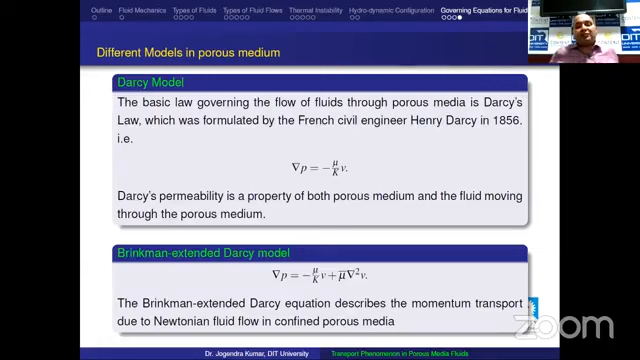 Outline Fluid Mechanics Types of Fluids Types of Fluid Flows Thermal Instability Hydro-dynamic Configuration Governing Equations for Fluid
Different Models in porous medium
Darcy Model
The basic law governing the flow of fluids through porous media is Darcy's
Law, which was formulated by the French civil engineer Henry Darcy in 1856.
i.e.
∇p = −μ/K v.
Darcy's permeability is a property of both porous medium and the fluid moving
through the porous medium.
Brinkman-extended Darcy model
∇p = −μ/K v + μ̄∇²v.
The Brinkman-extended Darcy equation describes the momentum transport
due to Newtonian fluid flow in confined porous media
zoom
Dr. Jogendra Kumar, DIT University Transport Phenomenon in Porous Media Fluids